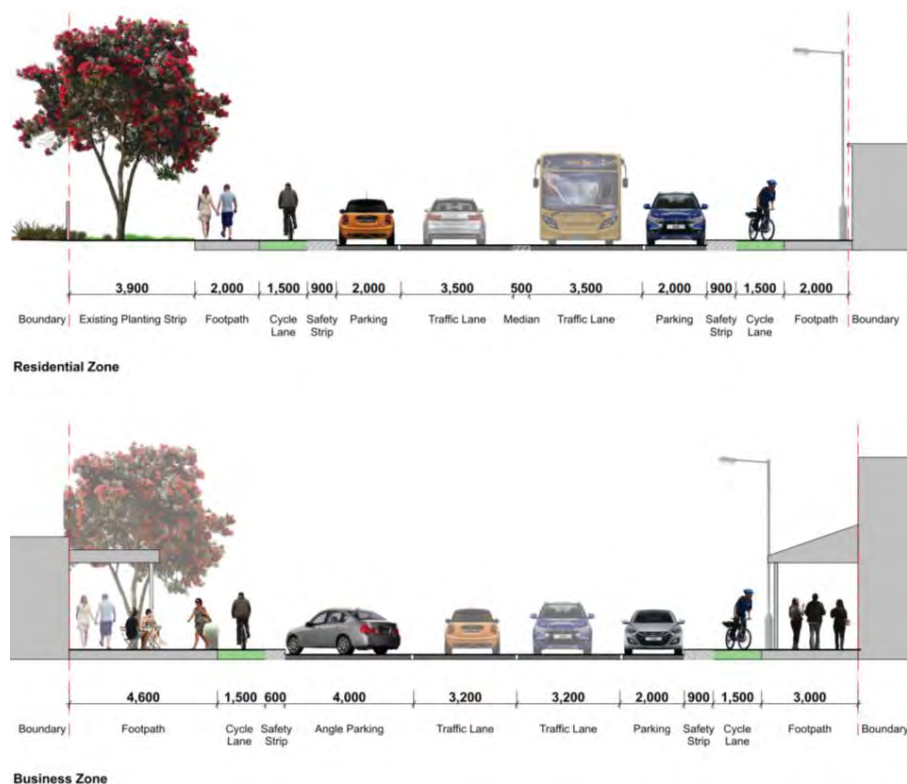 3,900 2,000 1,500 900 2,000 3,500 500 3,500 2,000 900 1,500 2,000
Boundary Existing Planting Strip Footpath Cycle Lane Safety Strip Parking Traffic Lane Median Traffic Lane Parking Safety Strip Cycle Lane Footpath Boundary
Residential Zone
4,600 1,500 600 4,000 3,200 3,200 2,000 900 1,500 3,000
Boundary Footpath Cycle Lane Safety Strip Angle Parking Traffic Lane Traffic Lane Parking Safety Strip Cycle Lane Footpath Boundary
Business Zone